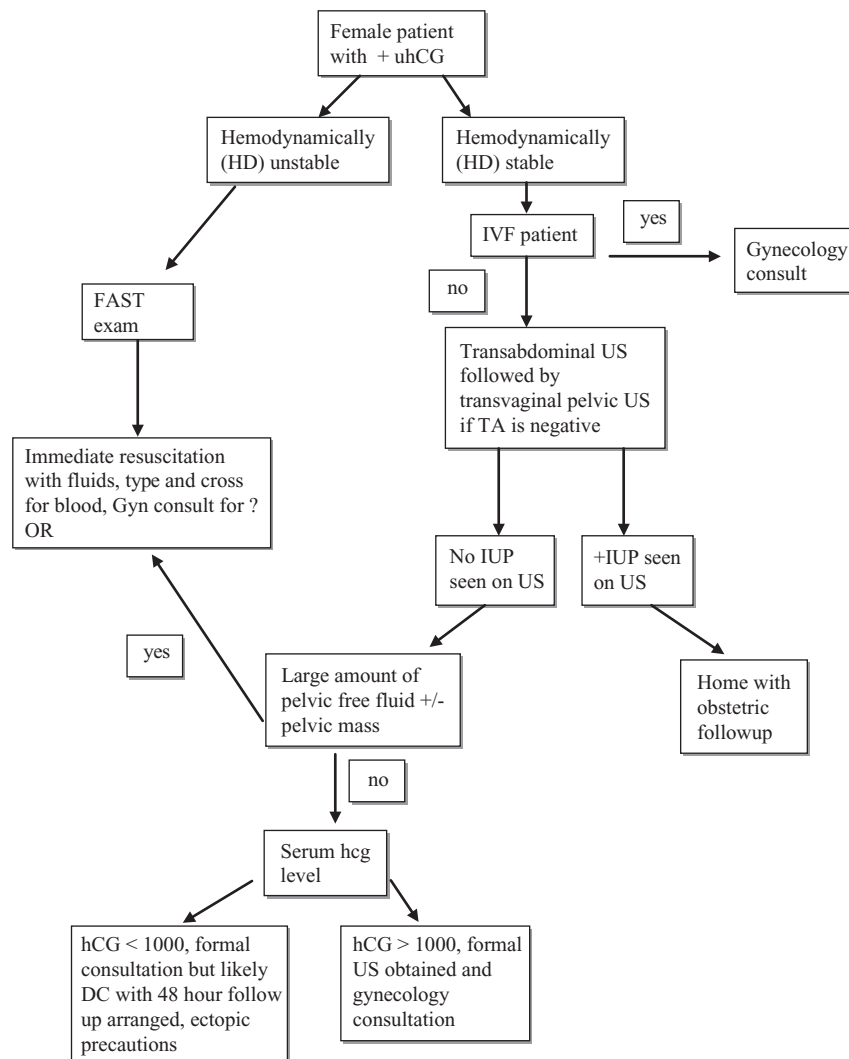 Female patient
with + uhCG
Hemodynamically
(HD) unstable
Hemodynamically
(HD) stable
IVF patient
yes
Gynecology
consult
no
FAST
exam
Transabdominal US
followed by
transvaginal pelvic US
if TA is negative
Immediate resuscitation
with fluids, type and cross
for blood, Gyn consult for ?
OR
No IUP
seen on US
+IUP seen
on US
yes
Large amount of
pelvic free fluid +/-
pelvic mass
Home with
obstetric
followup
no
Serum hcg
level
hCG < 1000, formal
consultation but likely
DC with 48 hour follow
up arranged, ectopic
precautions
hCG > 1000, formal
US obtained and
gynecology
consultation